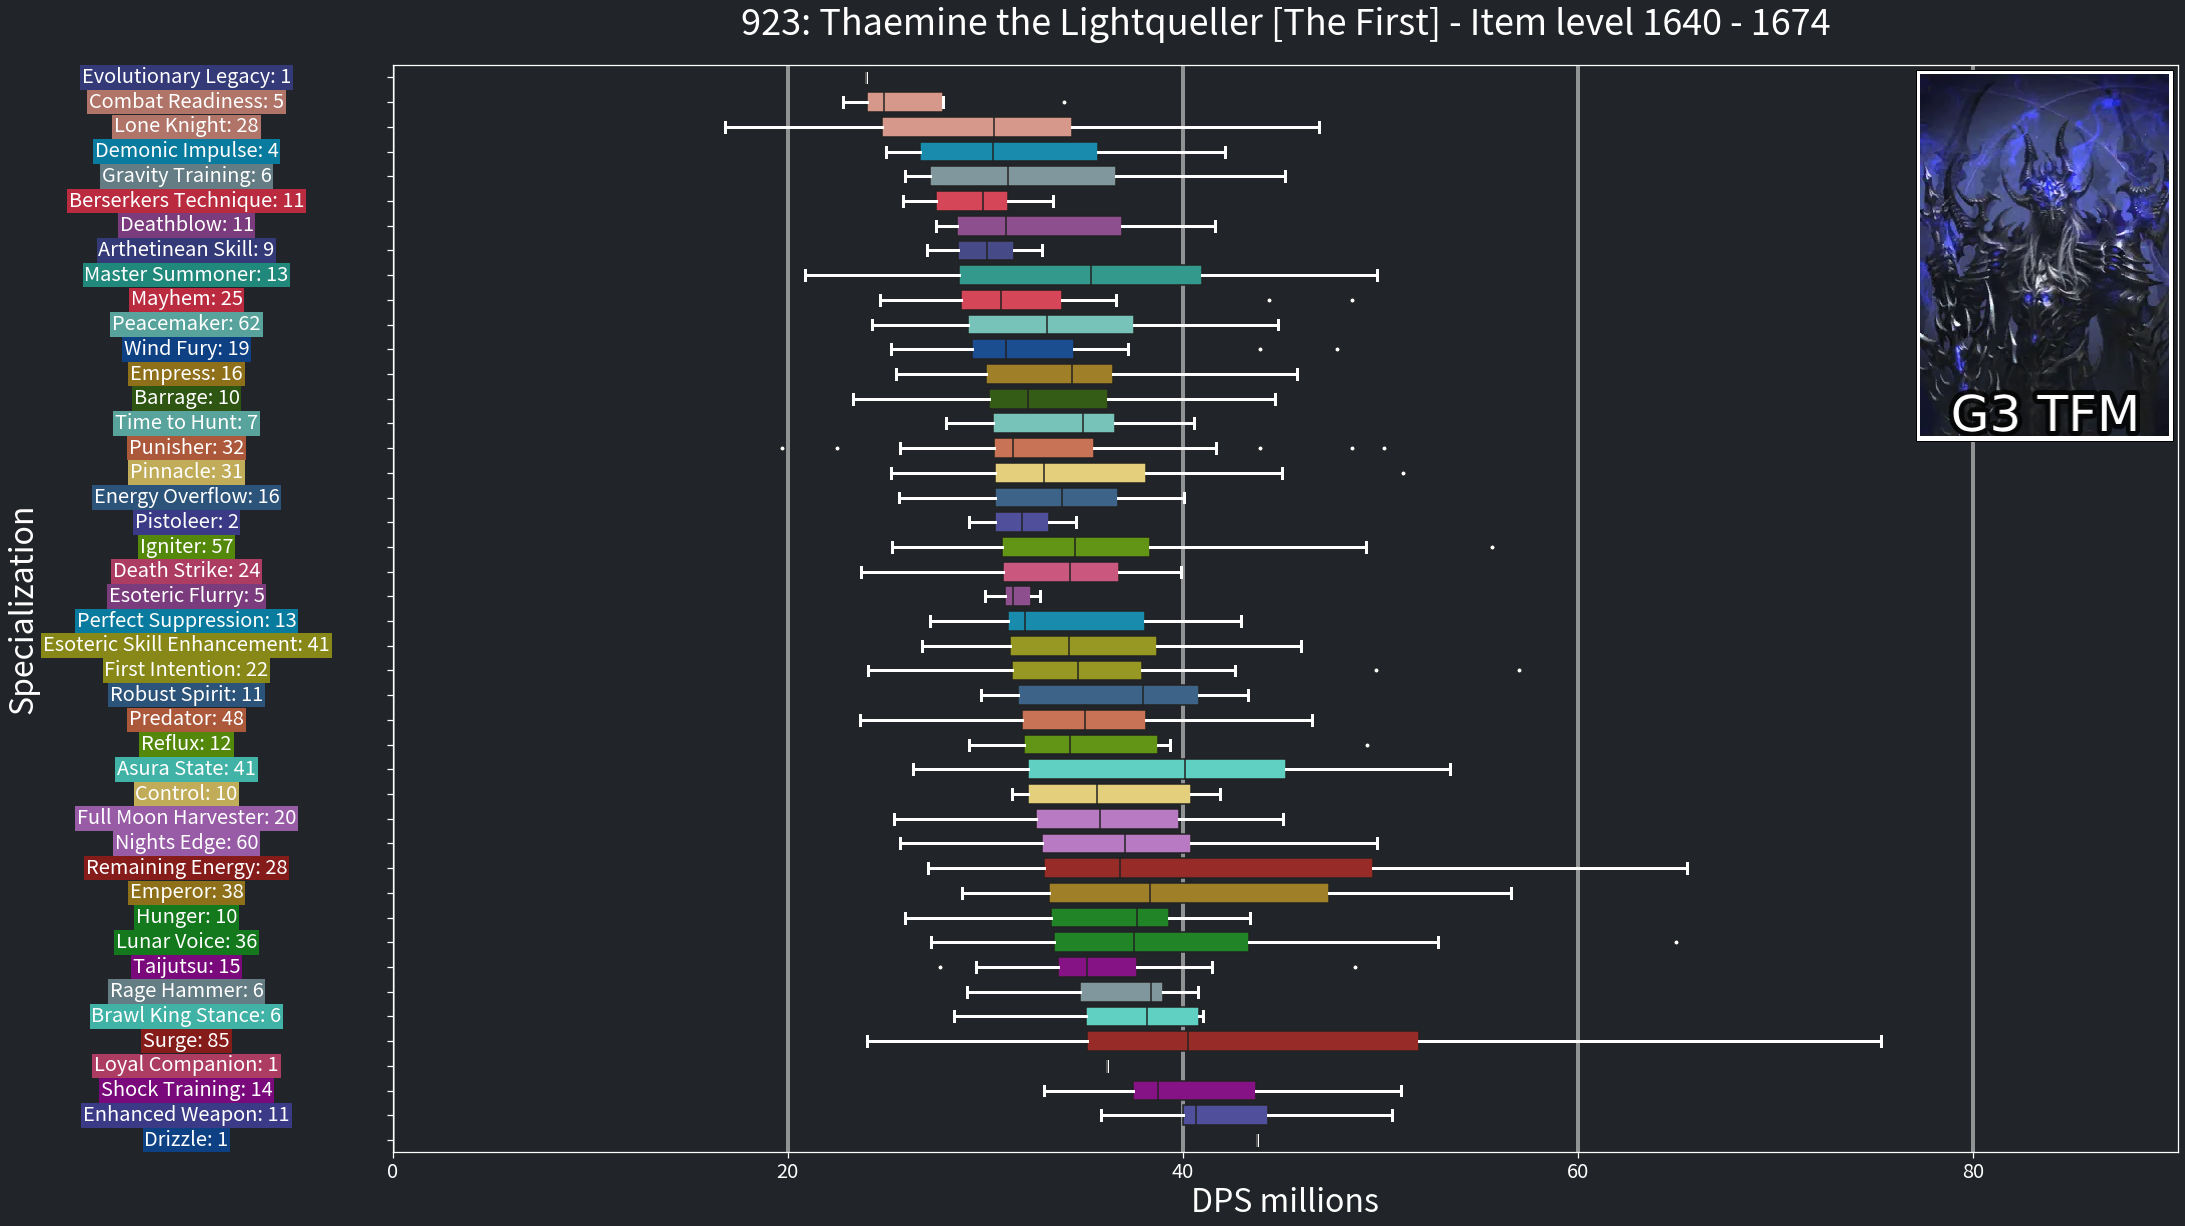 923: Thaemine the Lightqueller [The First] - Item level 1640 - 1674
Specialization
Evolutionary Legacy: 1
Combat Readiness: 5
Lone Knight: 28
Demonic Impulse: 4
Gravity Training: 6
Berserkers Technique: 11
Deathblow: 11
Arthetinean Skill: 9
Master Summoner: 13
Mayhem: 25
Peacemaker: 62
Wind Fury: 19
Empress: 16
Barrage: 10
Time to Hunt: 7
Punisher: 32
Pinnacle: 31
Energy Overflow: 16
Pistoleer: 2
Igniter: 57
Death Strike: 24
Esoteric Flurry: 5
Perfect Suppression: 13
Esoteric Skill Enhancement: 41
First Intention: 22
Robust Spirit: 11
Predator: 48
Reflux: 12
Asura State: 41
Control: 10
Full Moon Harvester: 20
Nights Edge: 60
Remaining Energy: 28
Emperor: 38
Hunger: 10
Lunar Voice: 36
Taijutsu: 15
Rage Hammer: 6
Brawl King Stance: 6
Surge: 85
Loyal Companion: 1
Shock Training: 14
Enhanced Weapon: 11
Drizzle: 1
G3 TFM
0 20 40 60 80
DPS millions